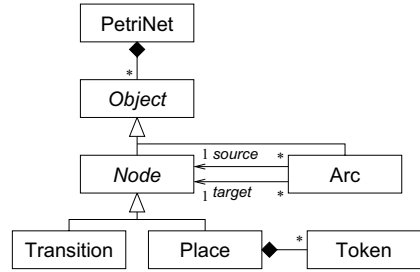 PetriNet
*
Object
1 source *
Node
Arc
1 target *
Transition
Place
*
Token